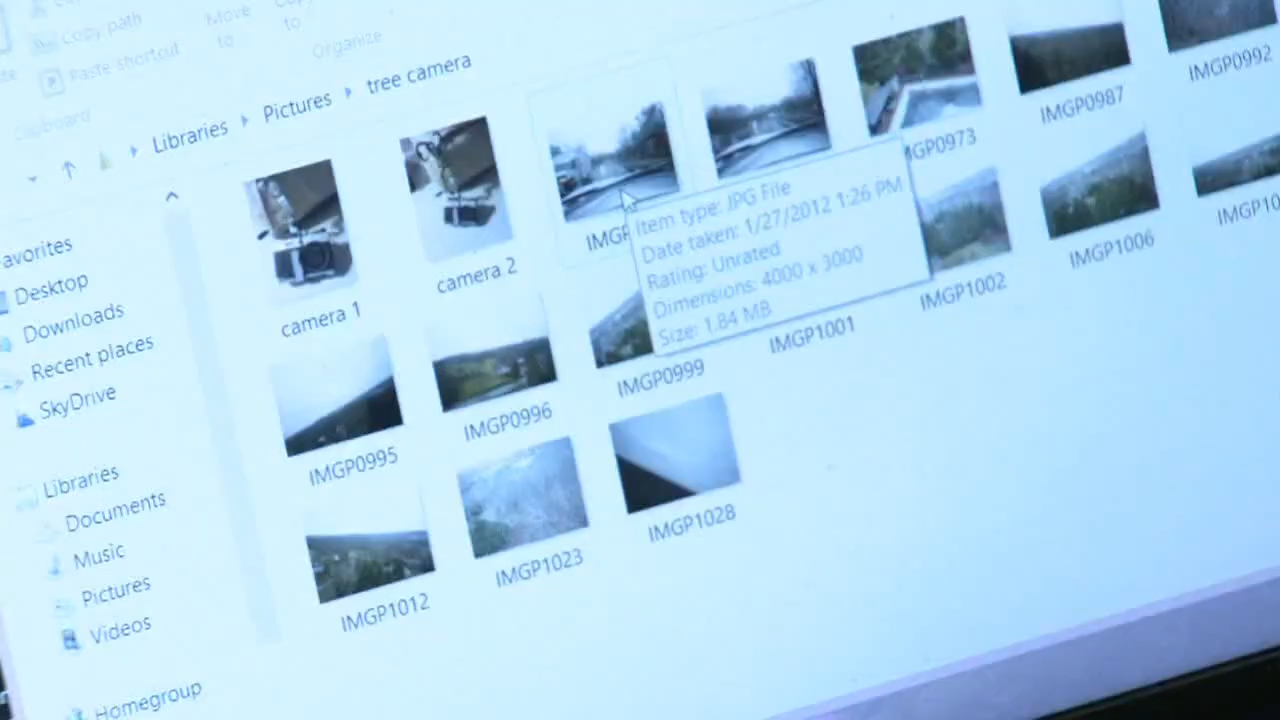 Copy path
Paste shortcut
Move
to
to
Organize
Clipboard
Libraries
Pictures
tree camera
Favorites
Desktop
Downloads
Recent places
SkyDrive
Libraries
Documents
Music
Pictures
Videos
Homegroup
camera 1
camera 2
IMGP0987
IMGP0992
Item type: JPG File
Date taken: 1/27/2012 1:26 PM
Rating: Unrated
Dimensions: 4000 x 3000
Size: 1.84 MB
IMGP0995
IMGP0996
IMGP0999
IMGP1001
IMGP1002
IMGP1006
IMGP1012
IMGP1023
IMGP1028